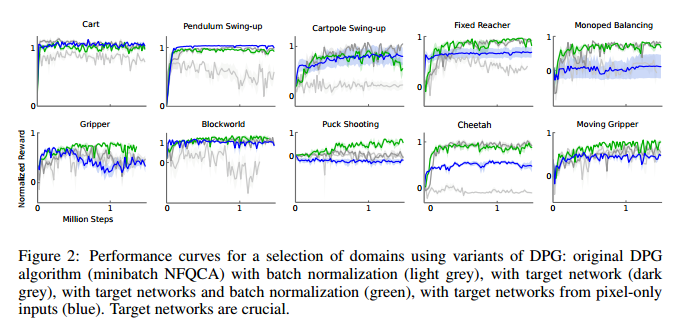 Cart
Pendulum Swing-up
Cartpole Swing-up
Fixed Reacher
Monoped Balancing
1
0
1
0
1
0
1
0
1
0
Gripper
Blockworld
Puck Shooting
Cheetah
Moving Gripper
Normalized Reward
1
0
1
0
1
0
1
0
1
0
0 1
0 1
0 1
0 1
0 1
Million Steps
Figure 2: Performance curves for a selection of domains using variants of DPG: original DPG
algorithm (minibatch NFQCA) with batch normalization (light grey), with target network (dark
grey), with target networks and batch normalization (green), with target networks from pixel-only
inputs (blue). Target networks are crucial.